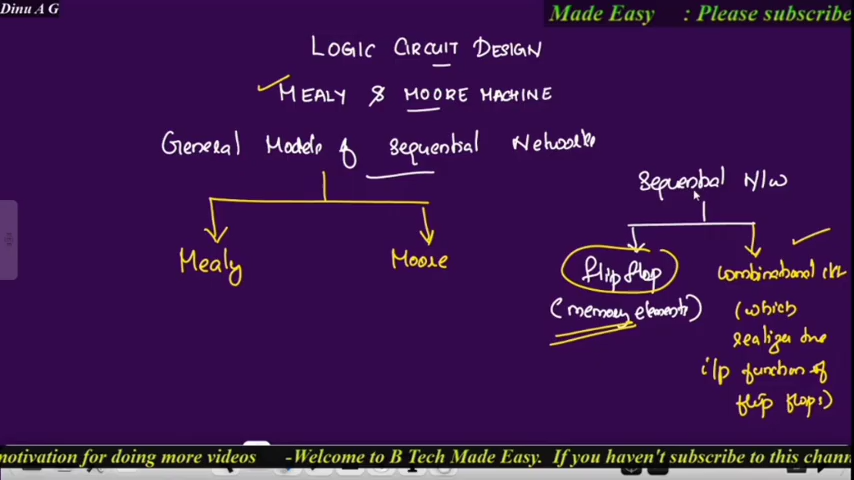 Dinu A G
Made Easy : Please subscribe
LOGIC CIRCUIT DESIGN
MEALY & MOORE MACHINE
General Models of Sequential Networks
Mealy
Moore
Sequential N/w
flip flop
(memory elements)
combinational ckt
(which
realizes the
i/p function of
flip flops)
motivation for doing more videos -Welcome to B Tech Made Easy. If you haven't subscribe to this chann